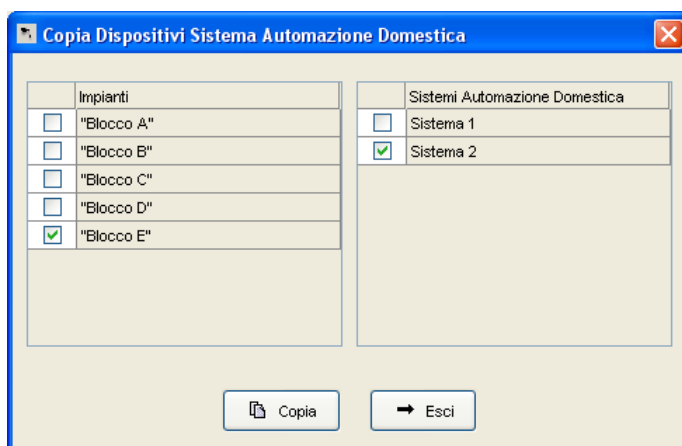 Copia Dispositivi Sistema Automazione Domestica
Impianti
"Blocco A"
"Blocco B"
"Blocco C"
"Blocco D"
"Blocco E"
Sistemi Automazione Domestica
Sistema 1
Sistema 2
Copia
Esci